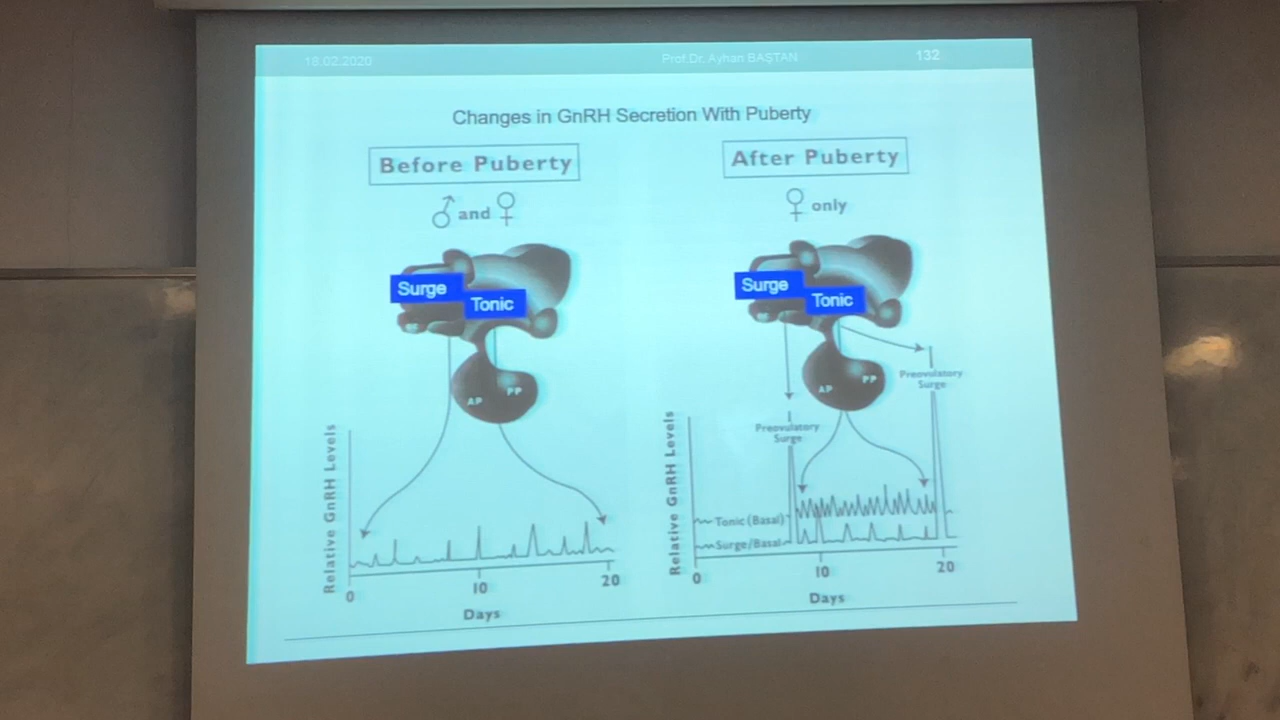 18.02.2020 Prof.Dr. Ayhan BAŞTAN 132
Changes in GnRH Secretion With Puberty
Before Puberty
♂ and ♀
Surge
Tonic
AP PP
Relative GnRH Levels
0 10 20
Days
After Puberty
♀ only
Surge
Tonic
AP PP
Preovulatory
Surge
Preovulatory
Surge
Relative GnRH Levels
Tonic (Basal)
Surge/Basal
0 10 20
Days